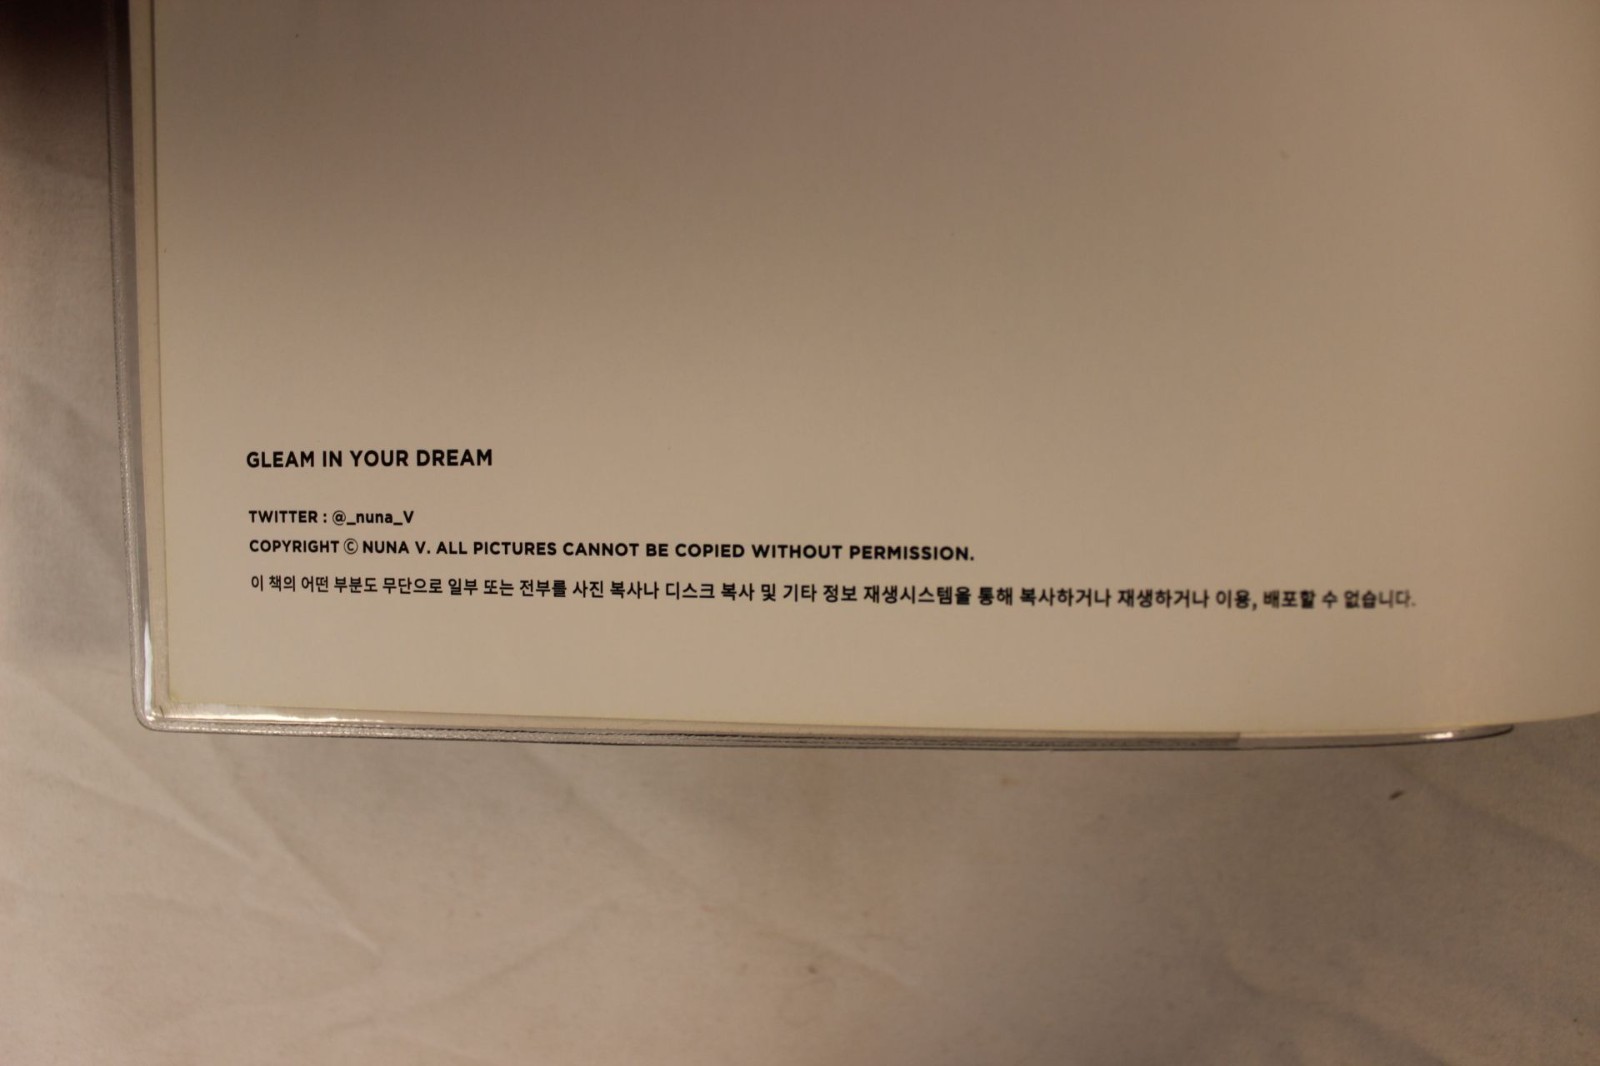 GLEAM IN YOUR DREAM
TWITTER : @_nuna_V
COPYRIGHT © NUNA V. ALL PICTURES CANNOT BE COPIED WITHOUT PERMISSION.
이 책의 어떤 부분도 무단으로 일부 또는 전부를 사진 복사나 디스크 복사 및 기타 정보 재생시스템을 통해 복사하거나 재생하거나 이용, 배포할 수 없습니다.